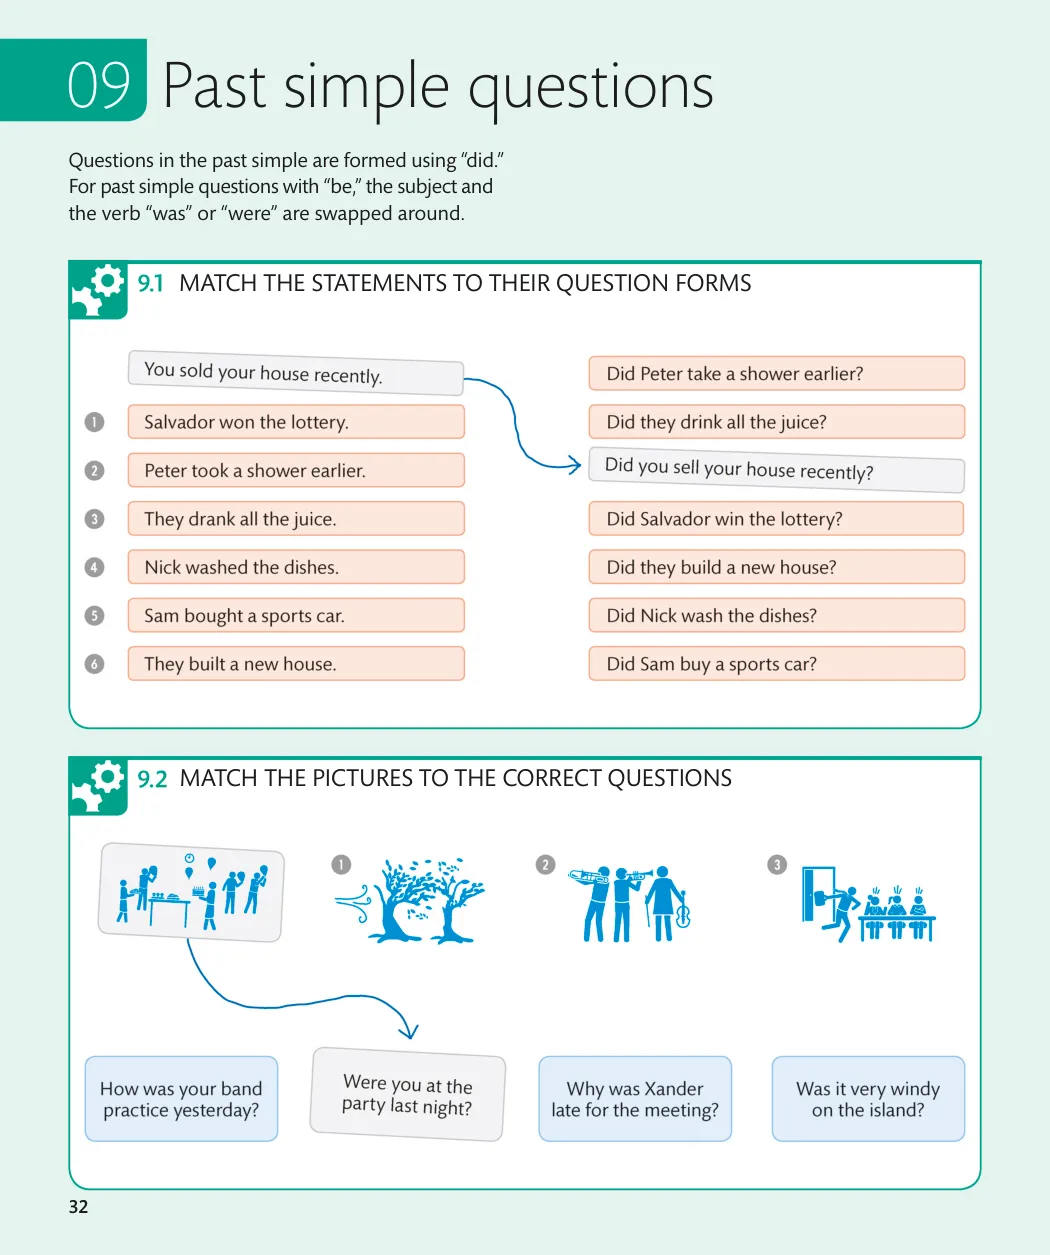 09 Past simple questions
Questions in the past simple are formed using “did.”
For past simple questions with “be,” the subject and
the verb “was” or “were” are swapped around.
9.1 MATCH THE STATEMENTS TO THEIR QUESTION FORMS
You sold your house recently.
1 Salvador won the lottery.
2 Peter took a shower earlier.
3 They drank all the juice.
4 Nick washed the dishes.
5 Sam bought a sports car.
6 They built a new house.
Did Peter take a shower earlier?
Did they drink all the juice?
Did you sell your house recently?
Did Salvador win the lottery?
Did they build a new house?
Did Nick wash the dishes?
Did Sam buy a sports car?
9.2 MATCH THE PICTURES TO THE CORRECT QUESTIONS
1
2
3
How was your band
practice yesterday?
Were you at the
party last night?
Why was Xander
late for the meeting?
Was it very windy
on the island?
32